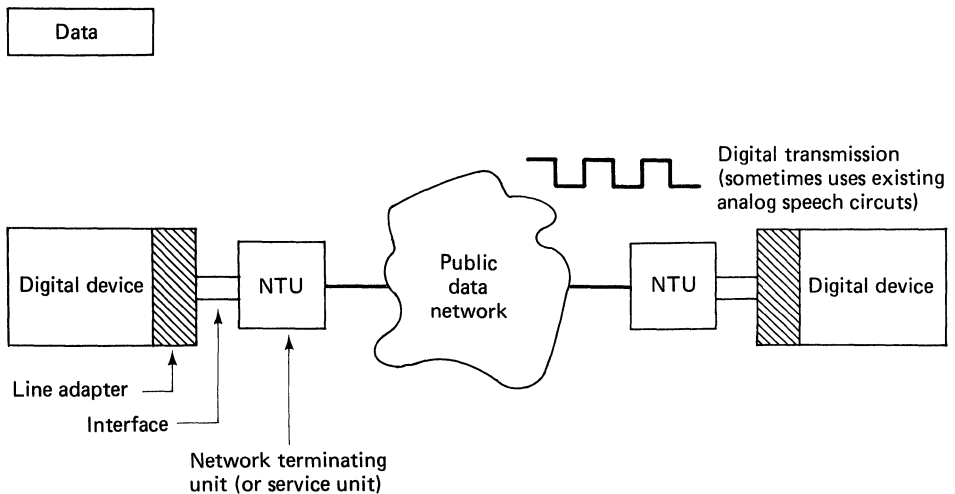 Data
Digital transmission
(sometimes uses existing
analog speech circuts)
Digital device
NTU
Public
data
network
NTU
Digital device
Line adapter
Interface
Network terminating
unit (or service unit)